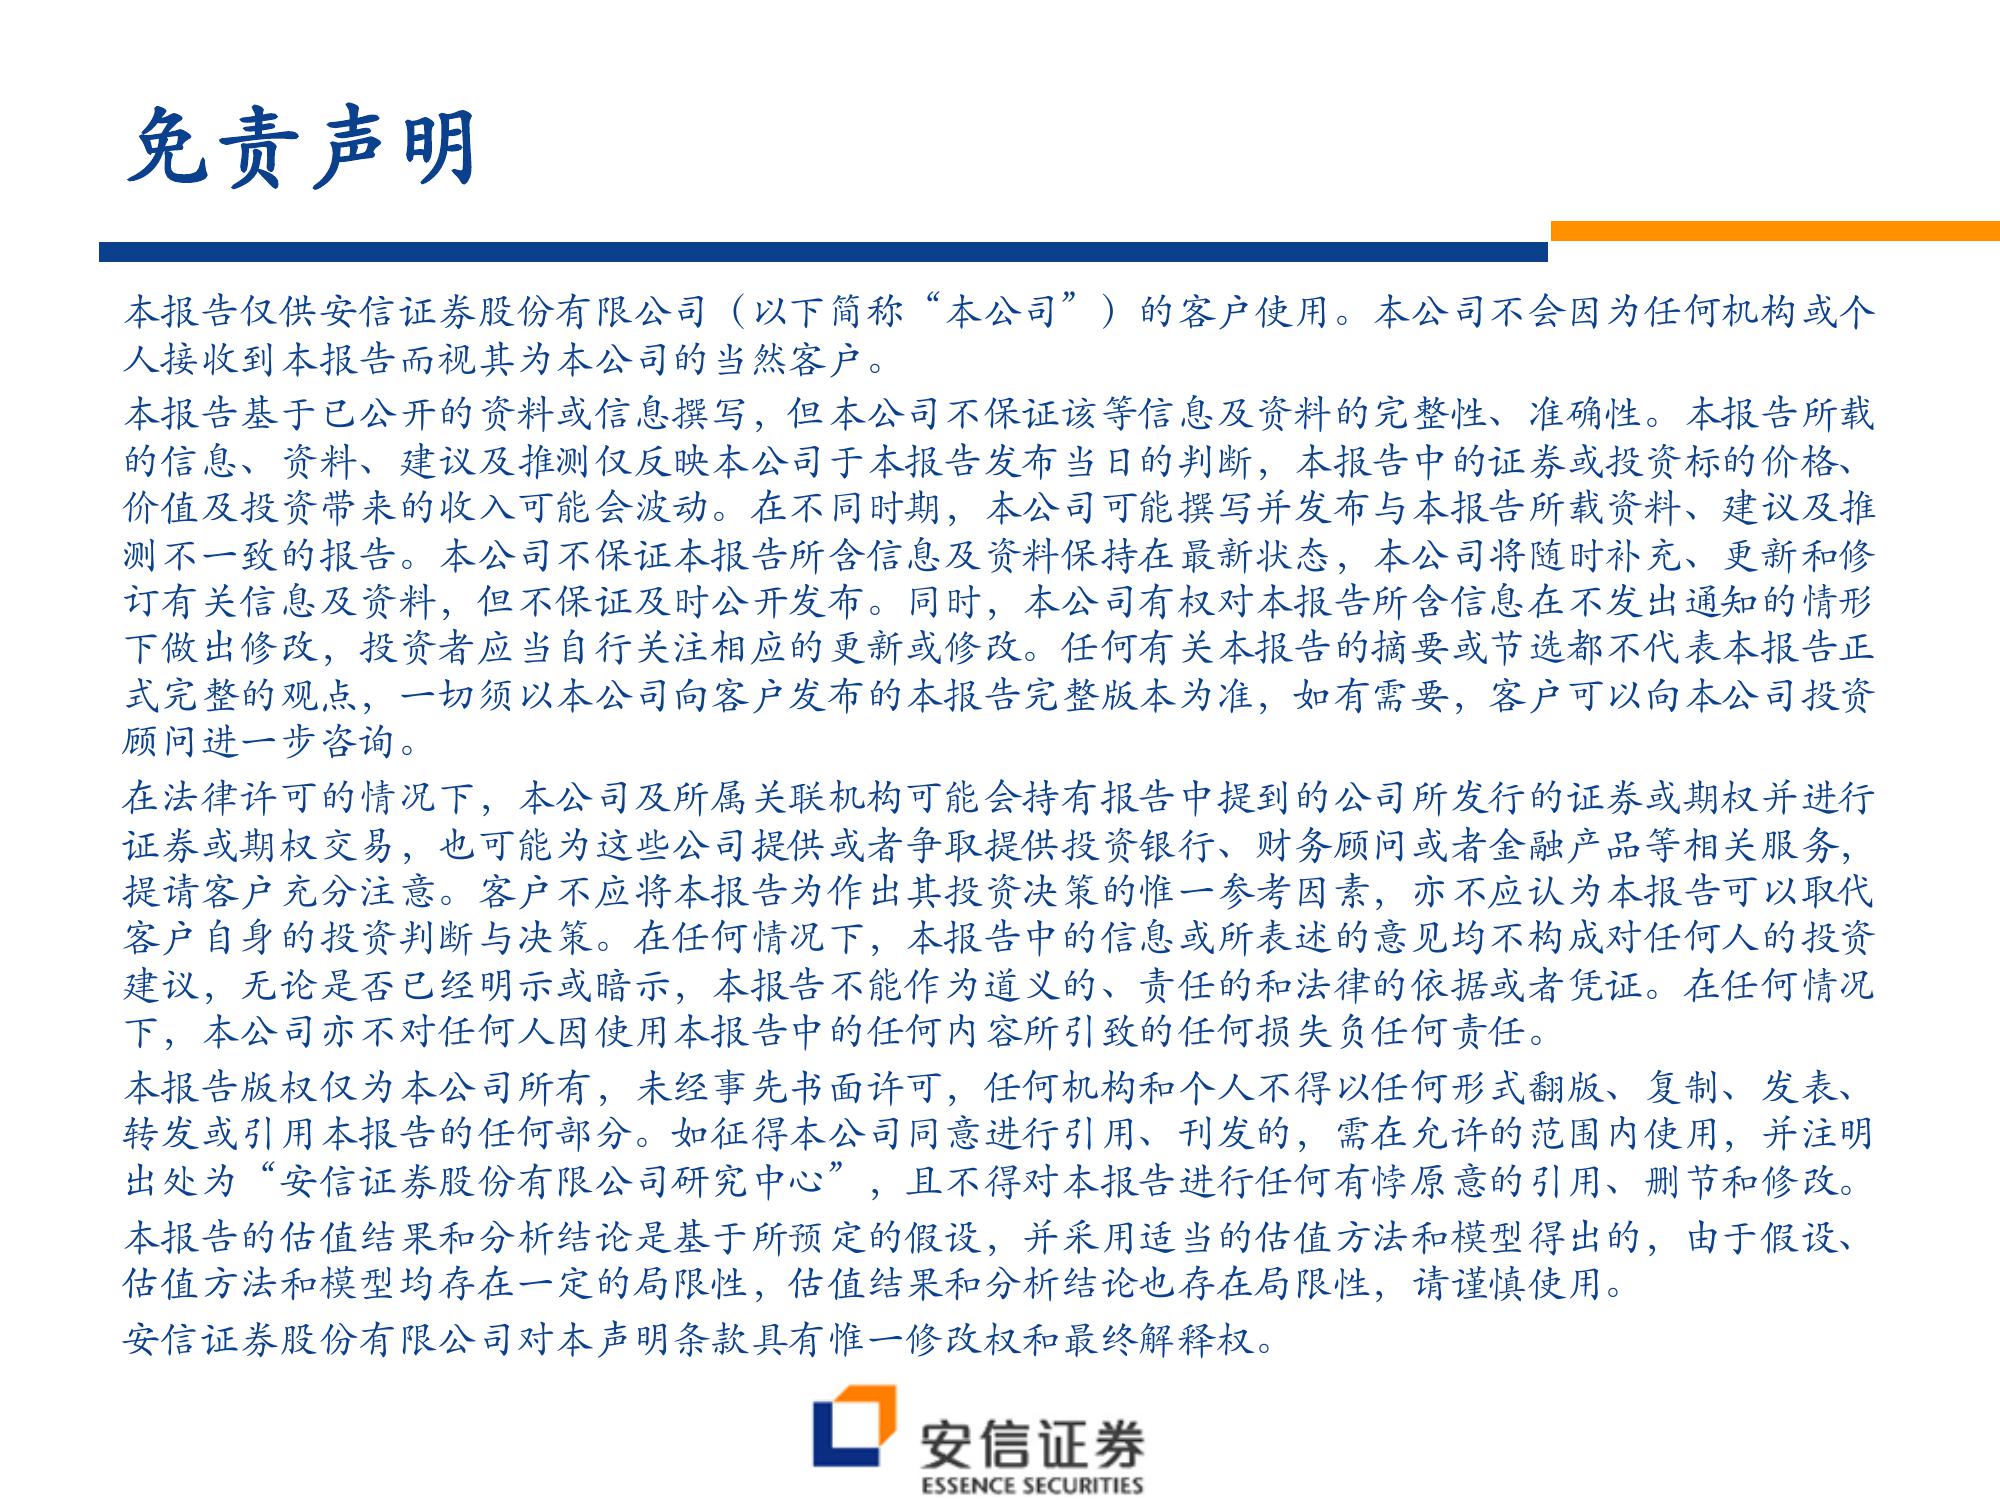 免责声明
本报告仅供安信证券股份有限公司（以下简称“本公司”）的客户使用。本公司不会因为任何机构或个
人接收到本报告而视其为本公司的当然客户。
本报告基于已公开的资料或信息撰写，但本公司不保证该等信息及资料的完整性、准确性。本报告所载
的信息、资料、建议及推测仅反映本公司于本报告发布当日的判断，本报告中的证券或投资标的价格、
价值及投资带来的收入可能会波动。在不同时期，本公司可能撰写并发布与本报告所载资料、建议及推
测不一致的报告。本公司不保证本报告所含信息及资料保持在最新状态，本公司将随时补充、更新和修
订有关信息及资料，但不保证及时公开发布。同时，本公司有权对本报告所含信息在不发出通知的情形
下做出修改，投资者应当自行关注相应的更新或修改。任何有关本报告的摘要或节选都不代表本报告正
式完整的观点，一切须以本公司向客户发布的本报告完整版本为准，如有需要，客户可以向本公司投资
顾问进一步咨询。
在法律许可的情况下，本公司及所属关联机构可能会持有报告中提到的公司所发行的证券或期权并进行
证券或期权交易，也可能为这些公司提供或者争取提供投资银行、财务顾问或者金融产品等相关服务，
提请客户充分注意。客户不应将本报告为作出其投资决策的惟一参考因素，亦不应认为本报告可以取代
客户自身的投资判断与决策。在任何情况下，本报告中的信息或所表述的意见均不构成对任何人的投资
建议，无论是否已经明示或暗示，本报告不能作为道义的、责任的和法律的依据或者凭证。在任何情况
下，本公司亦不对任何人因使用本报告中的任何内容所引致的任何损失负任何责任。
本报告版权仅为本公司所有，未经事先书面许可，任何机构和个人不得以任何形式翻版、复制、发表、
转发或引用本报告的任何部分。如征得本公司同意进行引用、刊发的，需在允许的范围内使用，并注明
出处为“安信证券股份有限公司研究中心”，且不得对本报告进行任何有悖原意的引用、删节和修改。
本报告的估值结果和分析结论是基于所预定的假设，并采用适当的估值方法和模型得出的，由于假设、
估值方法和模型均存在一定的局限性，估值结果和分析结论也存在局限性，请谨慎使用。
安信证券股份有限公司对本声明条款具有惟一修改权和最终解释权。
安信证券
ESSENCE SECURITIES